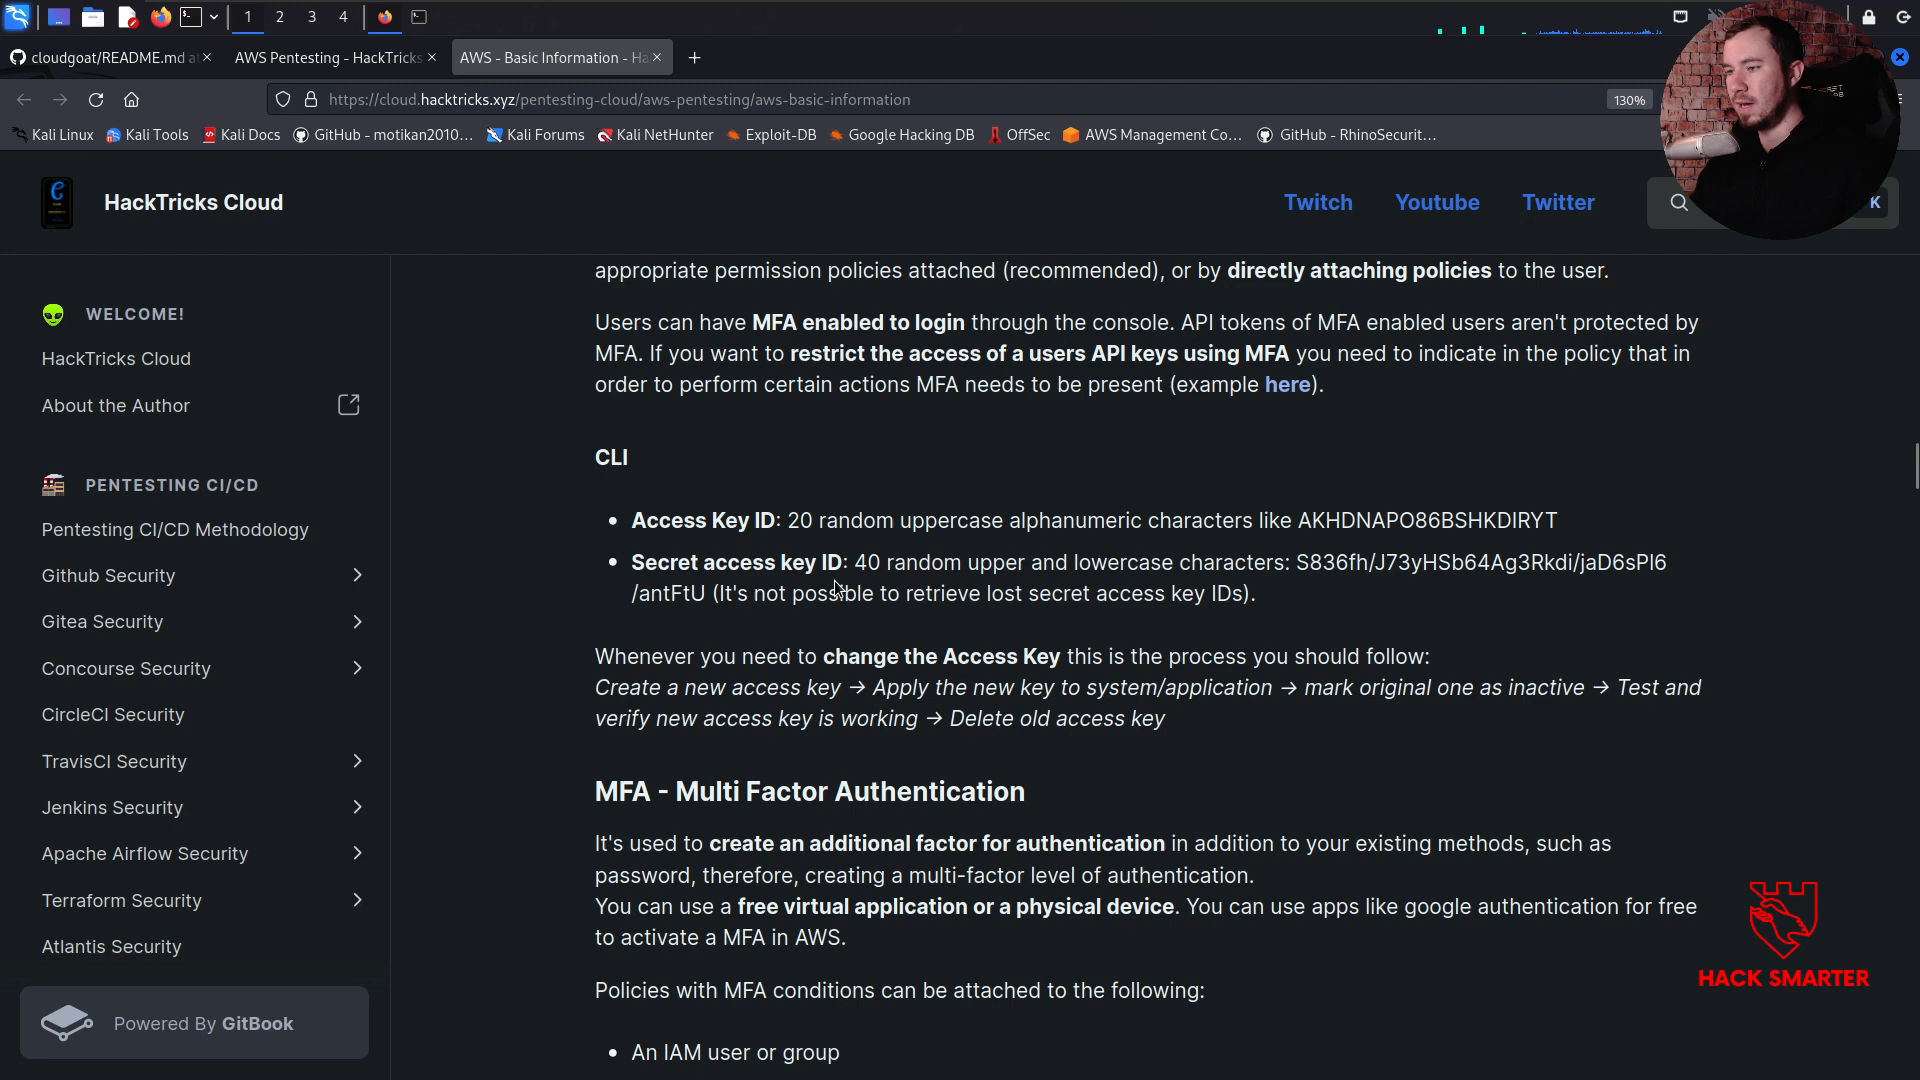 1 2 3 4
cloudgoat/README.md a
AWS Pentesting - HackTricks
AWS - Basic Information - Ha
https://cloud.hacktricks.xyz/pentesting-cloud/aws-pentesting/aws-basic-information
130%
Kali Linux Kali Tools Kali Docs GitHub - motikan2010... Kali Forums Kali NetHunter Exploit-DB Google Hacking DB OffSec AWS Management Co... GitHub - RhinoSecurit...
HackTricks Cloud
Twitch Youtube Twitter
K
WELCOME!
HackTricks Cloud
About the Author
PENTESTING CI/CD
Pentesting CI/CD Methodology
Github Security
Gitea Security
Concourse Security
CircleCI Security
TravisCI Security
Jenkins Security
Apache Airflow Security
Terraform Security
Atlantis Security
Powered By GitBook
appropriate permission policies attached (recommended), or by directly attaching policies to the user.
Users can have MFA enabled to login through the console. API tokens of MFA enabled users aren't protected by
MFA. If you want to restrict the access of a users API keys using MFA you need to indicate in the policy that in
order to perform certain actions MFA needs to be present (example here).
CLI
• Access Key ID: 20 random uppercase alphanumeric characters like AKHDNAPO86BSHKDIRYT
• Secret access key ID: 40 random upper and lowercase characters: S836fh/J73yHSb64Ag3Rkdi/jaD6sPl6
/antFtU (It's not possible to retrieve lost secret access key IDs).
Whenever you need to change the Access Key this is the process you should follow:
Create a new access key → Apply the new key to system/application → mark original one as inactive → Test and
verify new access key is working → Delete old access key
MFA - Multi Factor Authentication
It's used to create an additional factor for authentication in addition to your existing methods, such as
password, therefore, creating a multi-factor level of authentication.
You can use a free virtual application or a physical device. You can use apps like google authentication for free
to activate a MFA in AWS.
Policies with MFA conditions can be attached to the following:
• An IAM user or group
HACK SMARTER